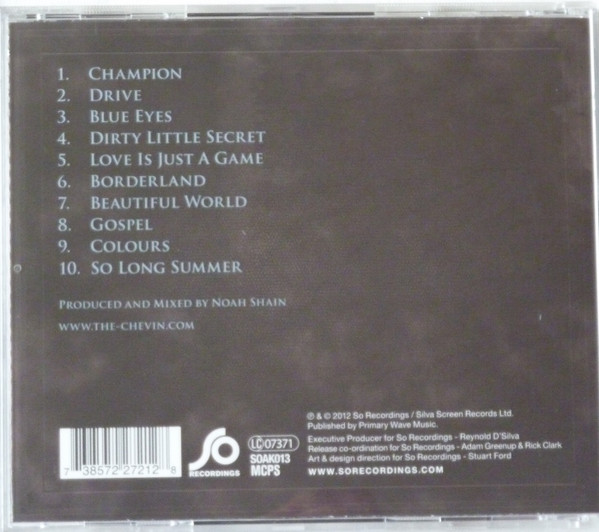 1. Champion
2. Drive
3. Blue Eyes
4. Dirty Little Secret
5. Love Is Just A Game
6. Borderland
7. Beautiful World
8. Gospel
9. Colours
10. So Long Summer
Produced and Mixed by Noah Shain
www.the-chevin.com
℗ & © 2012 So Recordings / Silva Screen Records Ltd.
Published by Primary Wave Music.
Executive Producer for So Recordings - Reynold D'Silva
Release co-ordination for So Recordings - Adam Greenup & Rick Clark
Art & design direction for So Recordings - Stuart Ford
WWW.SORECORDINGS.COM
7 38572 27212 8
SO
RECORDINGS
LC 07371
SOAK013
MCPS